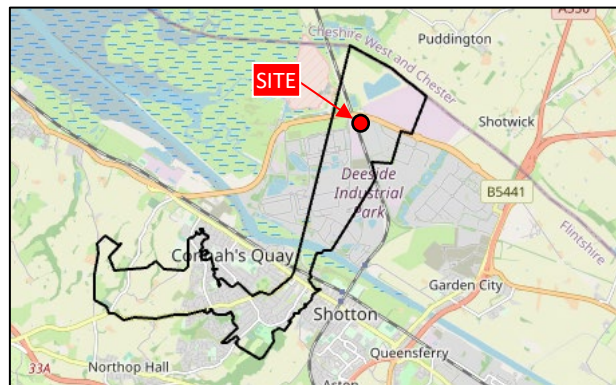 A550
Cheshire West and Chester
Puddington
SITE
Shotwick
Deeside
Industrial
Park
B5441
Flintshire
Connah's Quay
Garden City
Shotton
Queensferry
Northop Hall
33A
Aston